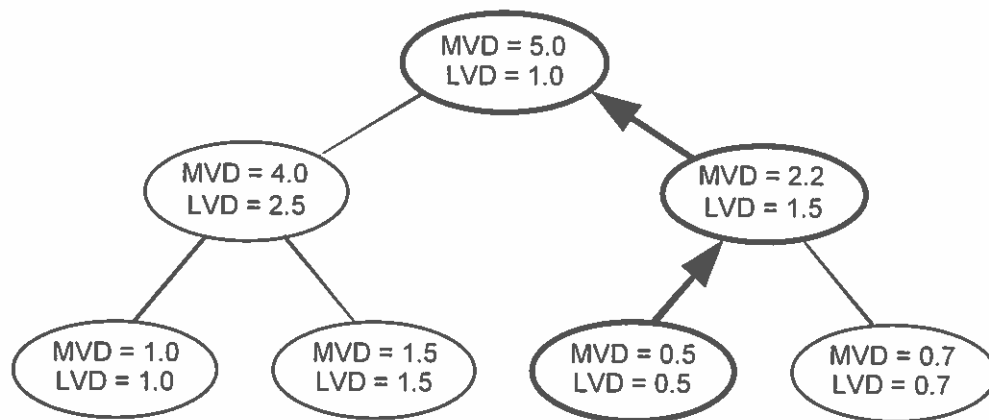 MVD = 5.0
LVD = 1.0
MVD = 4.0
LVD = 2.5
MVD = 2.2
LVD = 1.5
MVD = 1.0
LVD = 1.0
MVD = 1.5
LVD = 1.5
MVD = 0.5
LVD = 0.5
MVD = 0.7
LVD = 0.7